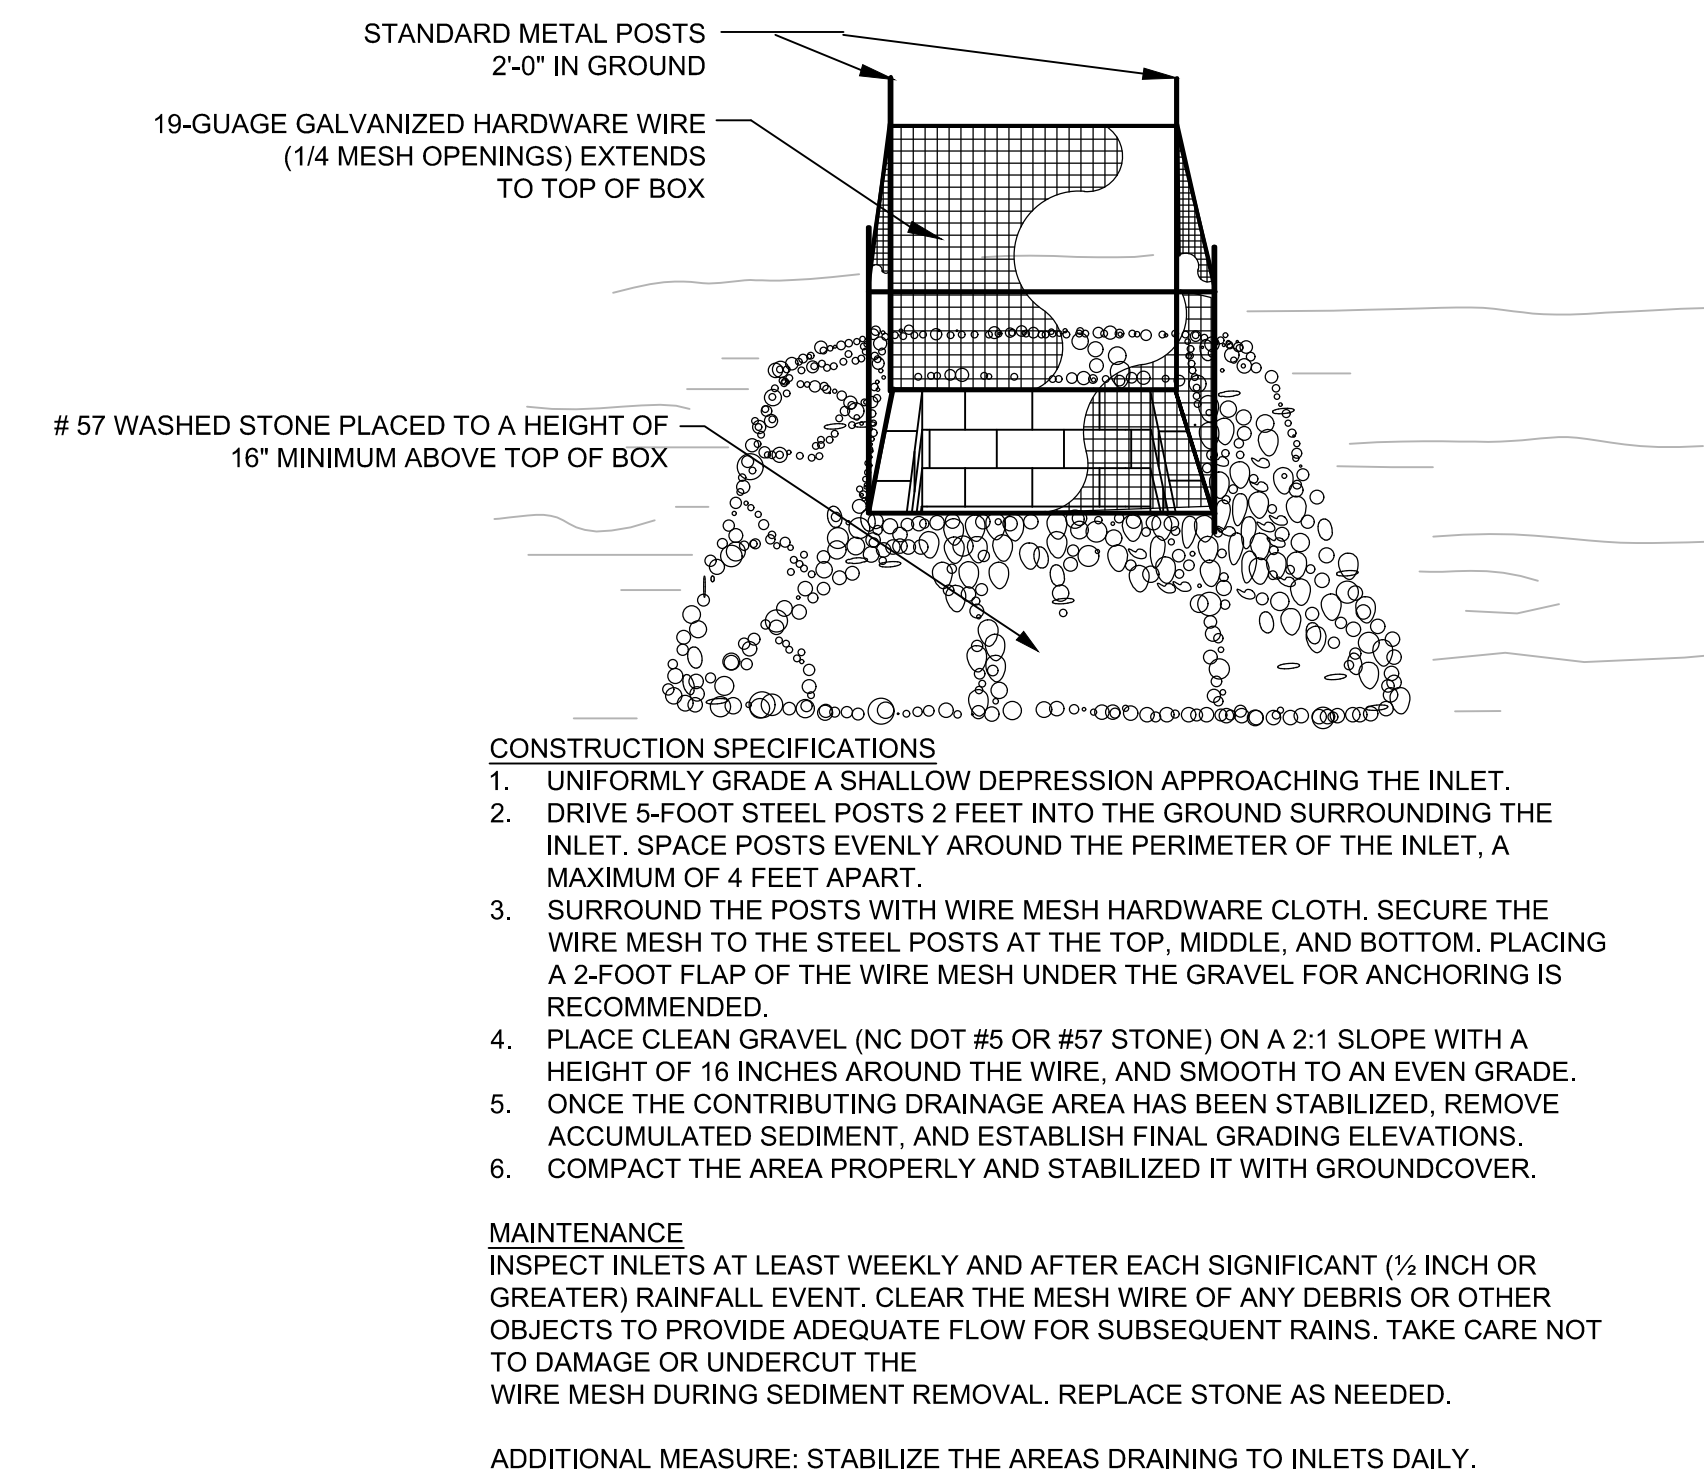 STANDARD METAL POSTS
2'-0" IN GROUND
19-GUAGE GALVANIZED HARDWARE WIRE
(1/4 MESH OPENINGS) EXTENDS
TO TOP OF BOX
# 57 WASHED STONE PLACED TO A HEIGHT OF
16" MINIMUM ABOVE TOP OF BOX
CONSTRUCTION SPECIFICATIONS
1. UNIFORMLY GRADE A SHALLOW DEPRESSION APPROACHING THE INLET.
2. DRIVE 5-FOOT STEEL POSTS 2 FEET INTO THE GROUND SURROUNDING THE
INLET. SPACE POSTS EVENLY AROUND THE PERIMETER OF THE INLET, A
MAXIMUM OF 4 FEET APART.
3. SURROUND THE POSTS WITH WIRE MESH HARDWARE CLOTH. SECURE THE
WIRE MESH TO THE STEEL POSTS AT THE TOP, MIDDLE, AND BOTTOM. PLACING
A 2-FOOT FLAP OF THE WIRE MESH UNDER THE GRAVEL FOR ANCHORING IS
RECOMMENDED.
4. PLACE CLEAN GRAVEL (NC DOT #5 OR #57 STONE) ON A 2:1 SLOPE WITH A
HEIGHT OF 16 INCHES AROUND THE WIRE, AND SMOOTH TO AN EVEN GRADE.
5. ONCE THE CONTRIBUTING DRAINAGE AREA HAS BEEN STABILIZED, REMOVE
ACCUMULATED SEDIMENT, AND ESTABLISH FINAL GRADING ELEVATIONS.
6. COMPACT THE AREA PROPERLY AND STABILIZED IT WITH GROUNDCOVER.
MAINTENANCE
INSPECT INLETS AT LEAST WEEKLY AND AFTER EACH SIGNIFICANT (½ INCH OR
GREATER) RAINFALL EVENT. CLEAR THE MESH WIRE OF ANY DEBRIS OR OTHER
OBJECTS TO PROVIDE ADEQUATE FLOW FOR SUBSEQUENT RAINS. TAKE CARE NOT
TO DAMAGE OR UNDERCUT THE
WIRE MESH DURING SEDIMENT REMOVAL. REPLACE STONE AS NEEDED.
ADDITIONAL MEASURE: STABILIZE THE AREAS DRAINING TO INLETS DAILY.